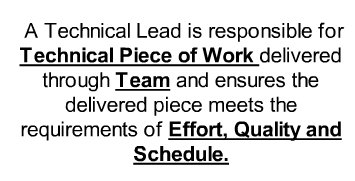 A Technical Lead is responsible for
Technical Piece of Work delivered
through Team and ensures the
delivered piece meets the
requirements of Effort, Quality and
Schedule.